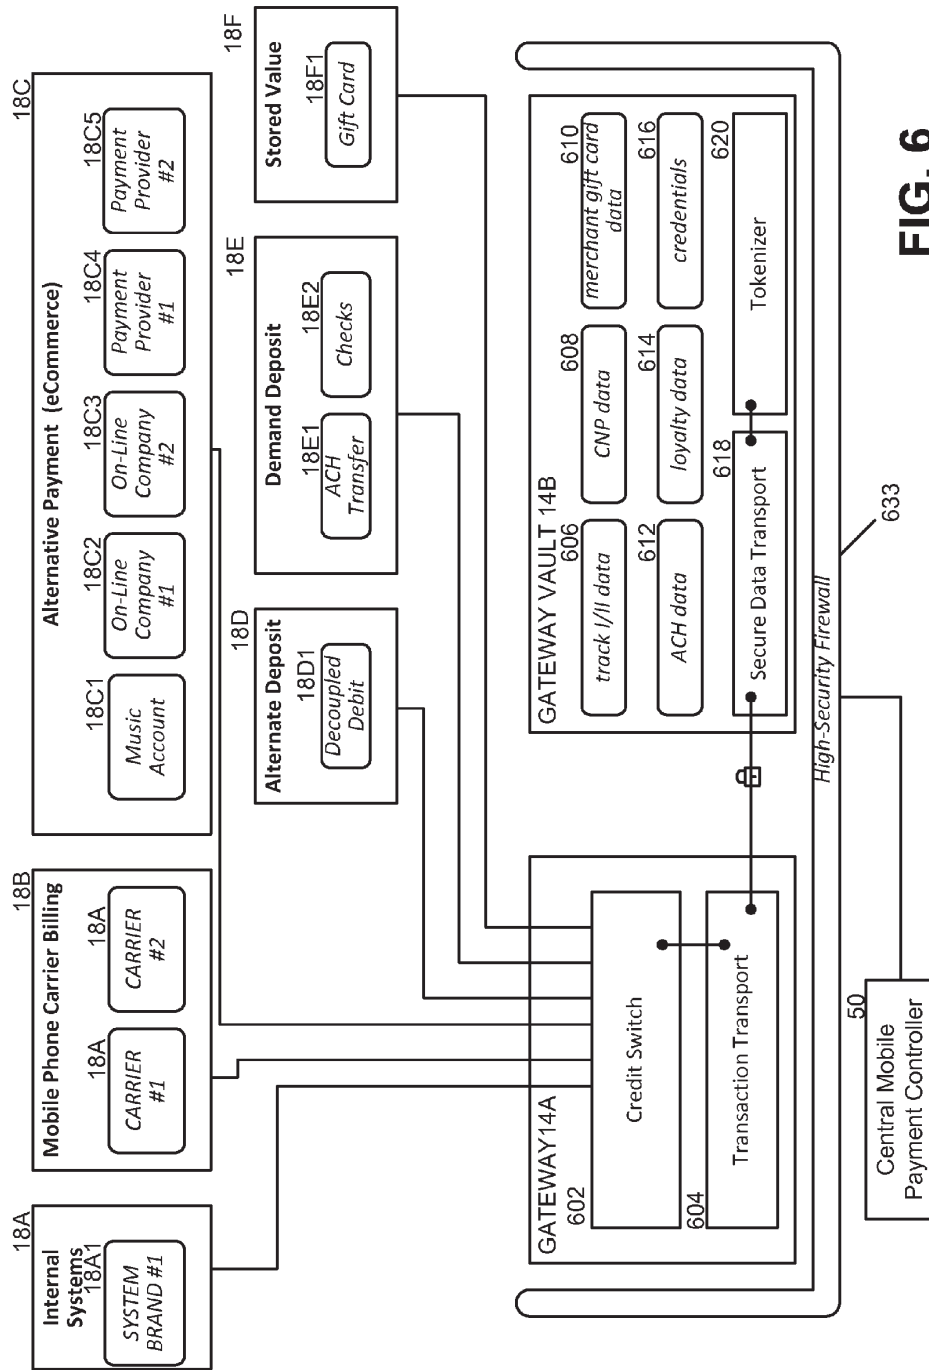 18A
Internal
Systems
18A1
SYSTEM
BRAND #1
18B
Mobile Phone Carrier Billing
18A
CARRIER
#1
18A
CARRIER
#2
18C
Alternative Payment (eCommerce)
18C1
Music
Account
18C2
On-Line
Company
#1
18C3
On-Line
Company
#2
18C4
Payment
Provider
#1
18C5
Payment
Provider
#2
18D
Alternate Deposit
18D1
Decoupled
Debit
18E
Demand Deposit
18E1
ACH
Transfer
18E2
Checks
18F
Stored Value
18F1
Gift Card
GATEWAY14A
602
Credit Switch
604
Transaction Transport
GATEWAY VAULT 14B
606
track I/II data
608
CNP data
610
merchant gift card
data
612
ACH data
614
loyalty data
616
credentials
618
Secure Data Transport
620
Tokenizer
High-Security Firewall
633
50
Central Mobile
Payment Controller
FIG. 6